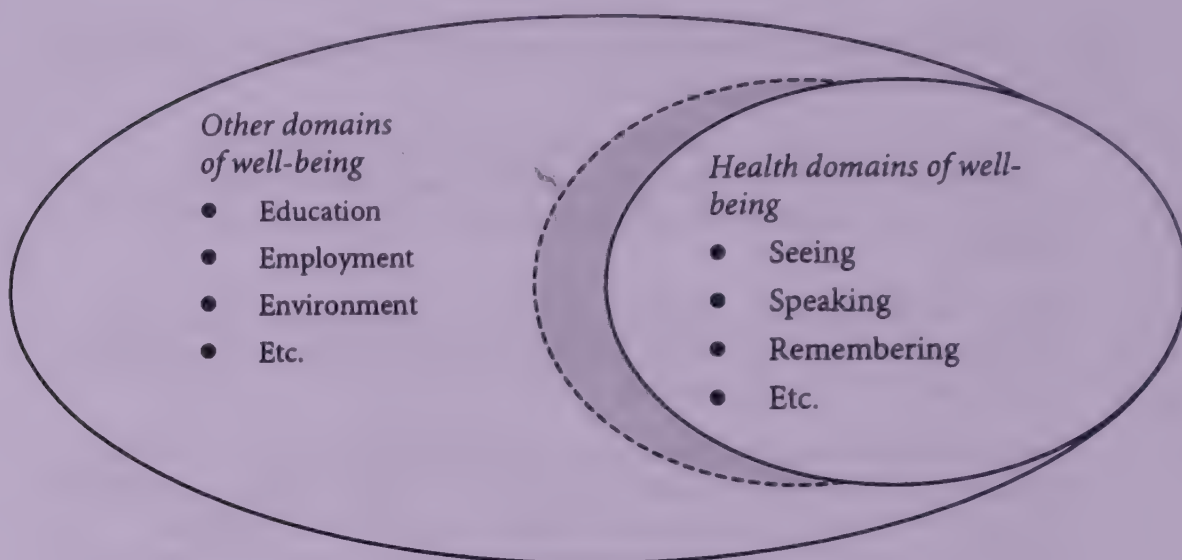 Other domains
of well-being
● Education
● Employment
● Environment
● Etc.
Health domains of well-
being
● Seeing
● Speaking
● Remembering
● Etc.